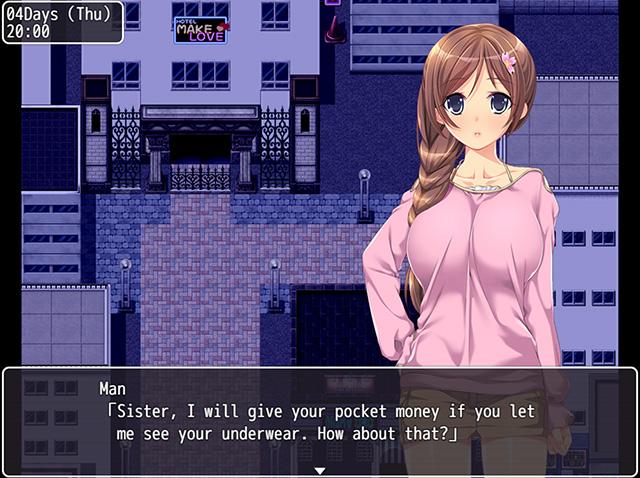 04Days (Thu)
20:00
HOTEL
MAKE
LOVE
Man
「Sister, I will give your pocket money if you let
me see your underwear. How about that?」